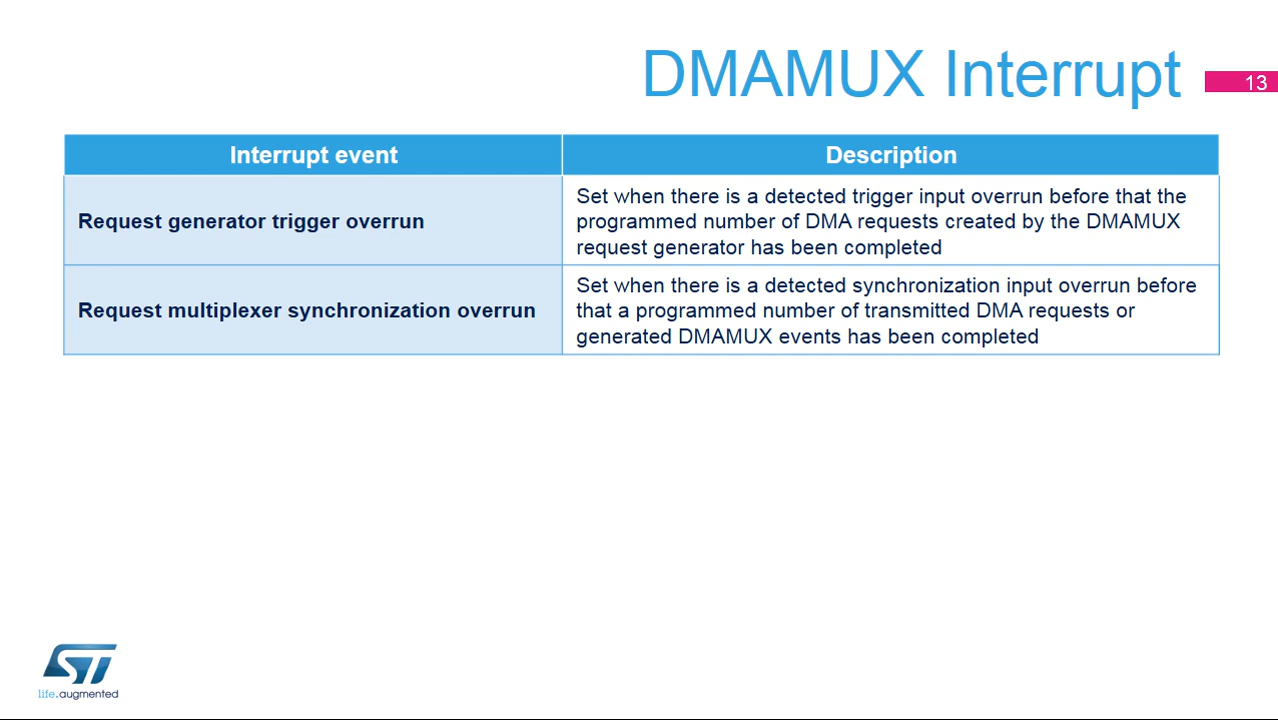 DMAMUX Interrupt
13
Interrupt event
Description
Request generator trigger overrun
Set when there is a detected trigger input overrun before that the
programmed number of DMA requests created by the DMAMUX
request generator has been completed
Request multiplexer synchronization overrun
Set when there is a detected synchronization input overrun before
that a programmed number of transmitted DMA requests or
generated DMAMUX events has been completed
ST
life.augmented